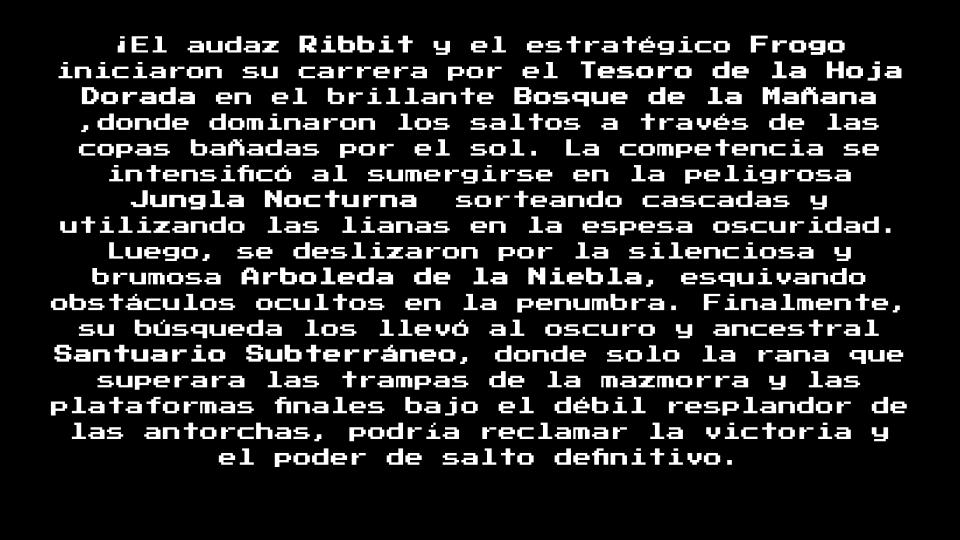 ¡El audaz Ribbit y el estratégico Frogo
iniciaron su carrera por el Tesoro de la Hoja
Dorada en el brillante Bosque de la Mañana
,donde dominaron los saltos a través de las
copas bañadas por el sol. La competencia se
intensificó al sumergirse en la peligrosa
Jungla Nocturna  sorteando cascadas y
utilizando las lianas en la espesa oscuridad.
Luego, se deslizaron por la silenciosa y
brumosa Arboleda de la Niebla, esquivando
obstáculos ocultos en la penumbra. Finalmente,
su búsqueda los llevó al oscuro y ancestral
Santuario Subterráneo, donde solo la rana que
superara las trampas de la mazmorra y las
plataformas finales bajo el débil resplandor de
las antorchas, podría reclamar la victoria y
el poder de salto definitivo.